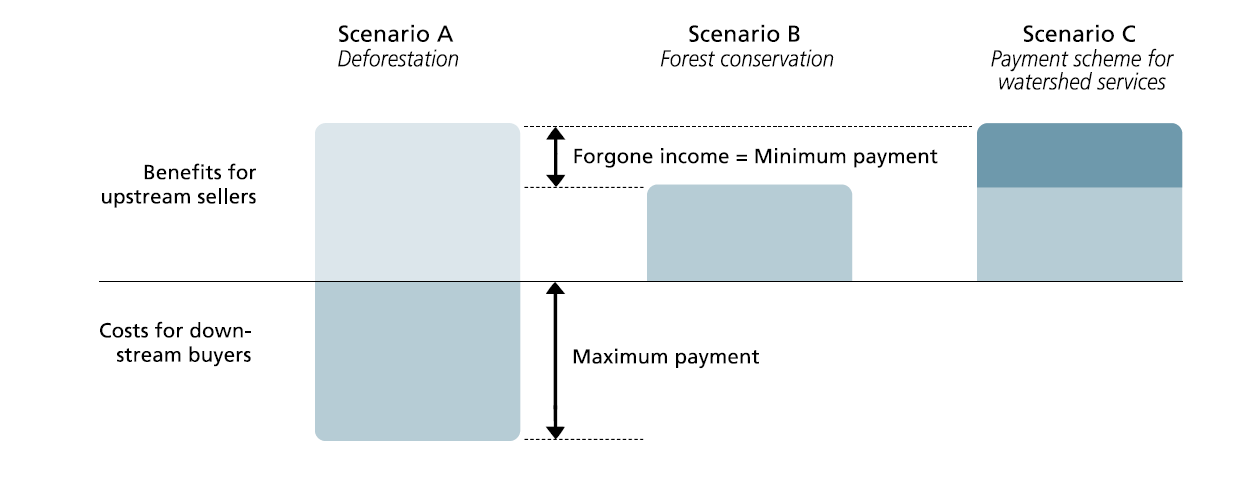 Scenario A
Deforestation
Scenario B
Forest conservation
Scenario C
Payment scheme for
watershed services
Benefits for
upstream sellers
Forgone income = Minimum payment
Costs for down-
stream buyers
Maximum payment